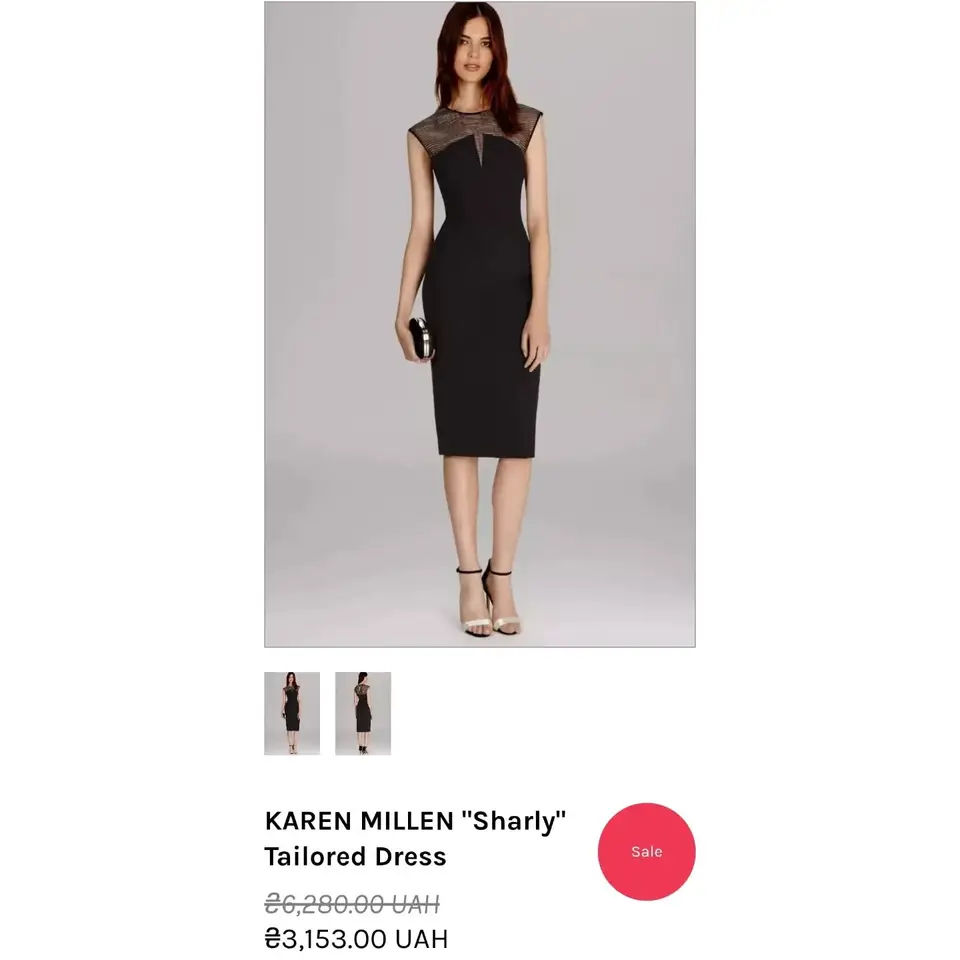 KAREN MILLEN "Sharly"
Tailored Dress
Sale
₴6,280.00 UAH
₴3,153.00 UAH